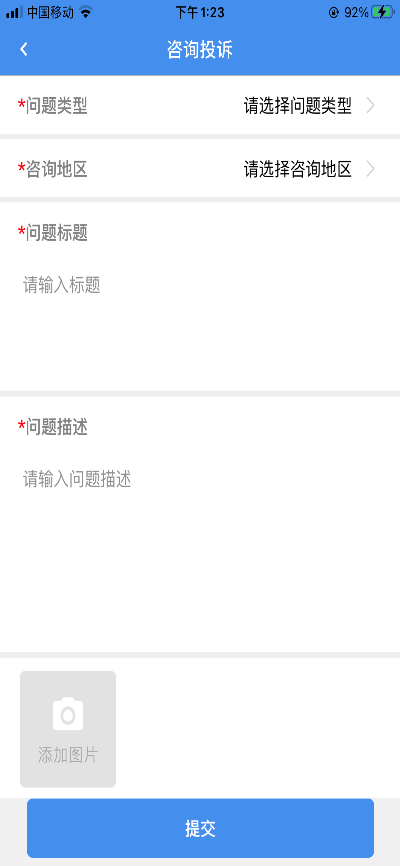 中国移动 下午1:23 92%
咨询投诉
*问题类型 请选择问题类型
*咨询地区 请选择咨询地区
*问题标题
请输入标题
*问题描述
请输入问题描述
添加图片
提交